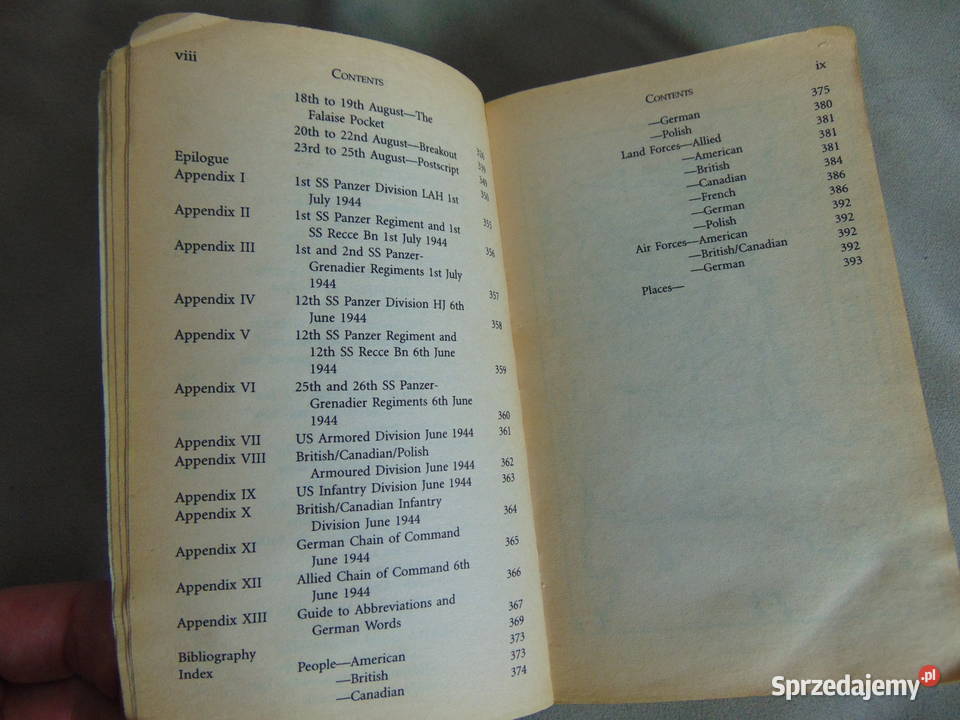 viii
CONTENTS
18th to 19th August—The
Falaise Pocket 326
20th to 22nd August—Breakout 339
23rd to 25th August—Postscript 349
Epilogue 350
Appendix I 1st SS Panzer Division LAH 1st
July 1944 355
Appendix II 1st SS Panzer Regiment and 1st
SS Recce Bn 1st July 1944 356
Appendix III 1st and 2nd SS Panzer-
Grenadier Regiments 1st July
1944 357
Appendix IV 12th SS Panzer Division HJ 6th
June 1944 358
Appendix V 12th SS Panzer Regiment and
12th SS Recce Bn 6th June
1944 359
Appendix VI 25th and 26th SS Panzer-
Grenadier Regiments 6th June
1944 360
Appendix VII US Armored Division June 1944 361
Appendix VIII British/Canadian/Polish
Armoured Division June 1944 362
Appendix IX US Infantry Division June 1944 363
Appendix X British/Canadian Infantry
Division June 1944 364
Appendix XI German Chain of Command
June 1944 365
Appendix XII Allied Chain of Command 6th
June 1944 366
Appendix XIII Guide to Abbreviations and
German Words 367
Bibliography 369
Index People—American 373
—British 373
—Canadian 374
ix
CONTENTS
—German 375
—Polish 380
Land Forces—Allied 381
—American 381
—British 381
—Canadian 384
—French 386
—German 386
—Polish 392
Air Forces—American 392
—British/Canadian 392
—German 392
Places— 393
Sprzedajemy.pl